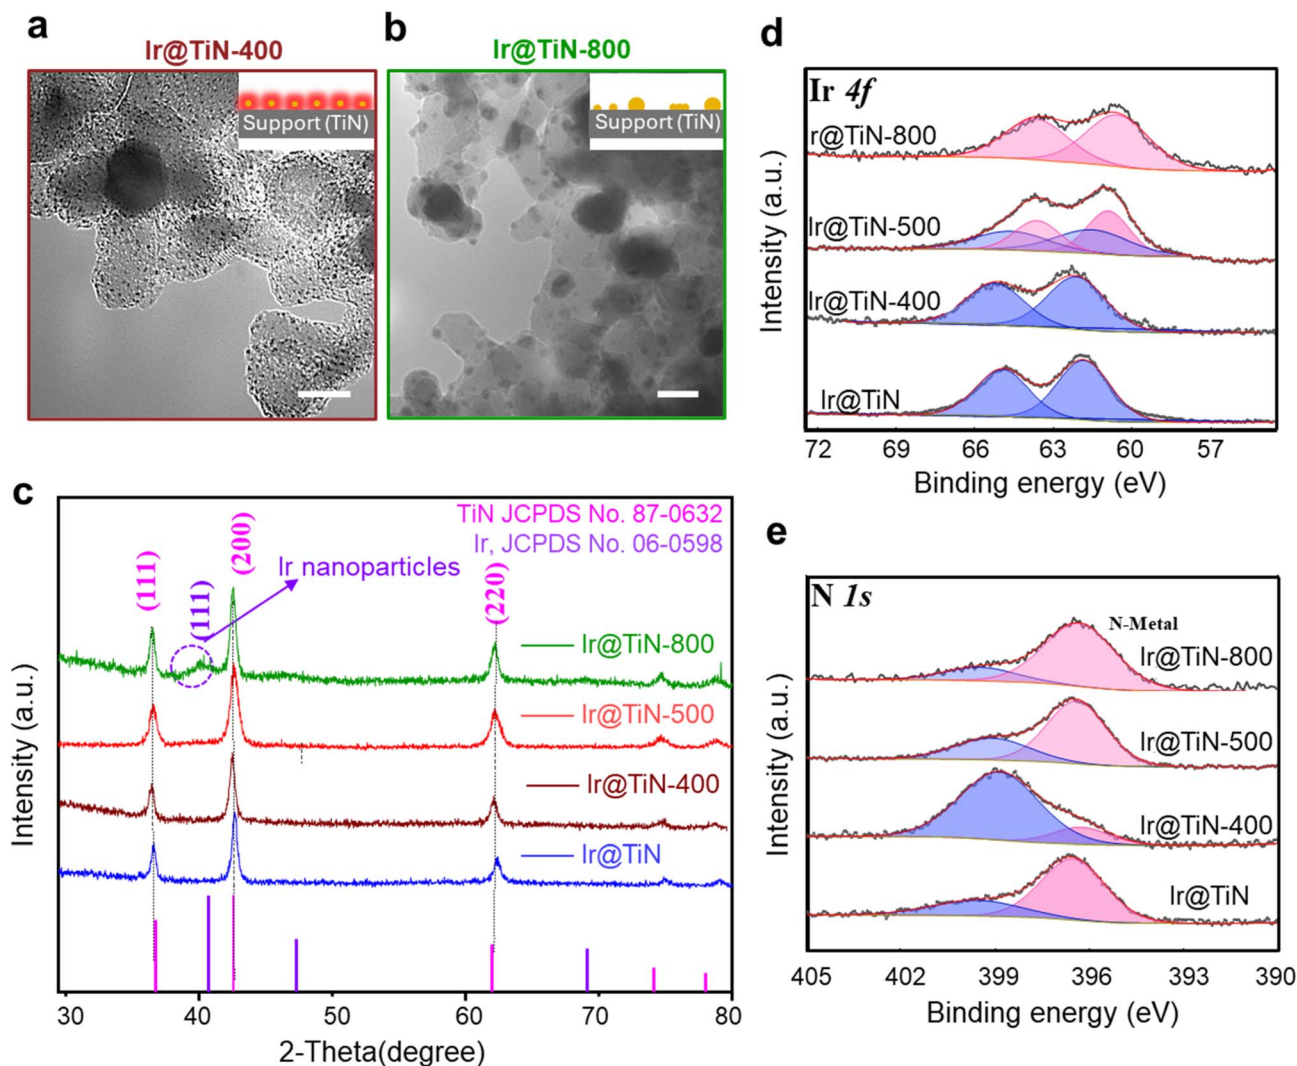 a
Ir@TiN-400
Support (TiN)
b
Ir@TiN-800
Support (TiN)
c
TiN JCPDS No. 87-0632
Ir, JCPDS No. 06-0598
Ir nanoparticles
(111)
(111)
(200)
(220)
Ir@TiN-800
Ir@TiN-500
Ir@TiN-400
Ir@TiN
Intensity (a.u.)
30 40 50 60 70 80
2-Theta(degree)
d
Ir 4f
r@TiN-800
Ir@TiN-500
Ir@TiN-400
Ir@TiN
Intensity (a.u.)
72 69 66 63 60 57
Binding energy (eV)
e
N 1s
N-Metal
Ir@TiN-800
Ir@TiN-500
Ir@TiN-400
Ir@TiN
Intensity (a.u.)
405 402 399 396 393 390
Binding energy (eV)